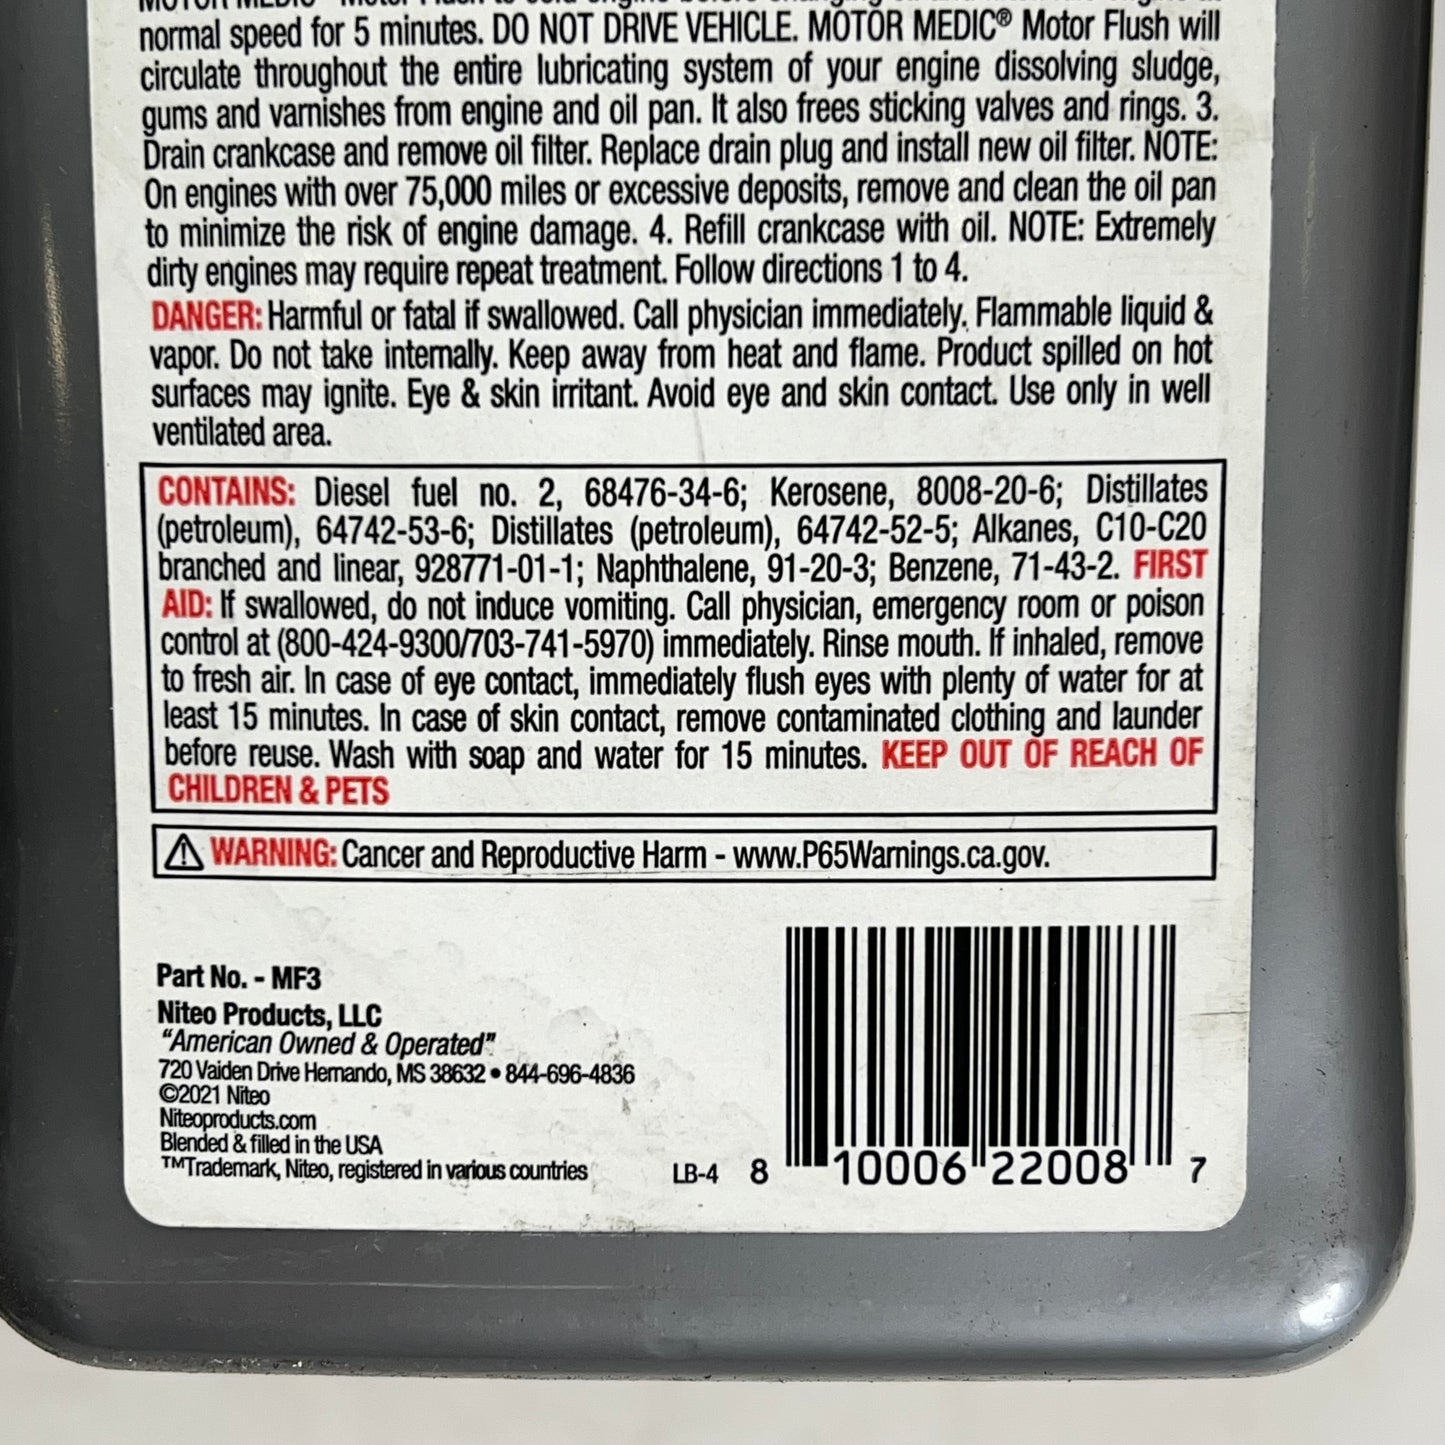 normal speed for 5 minutes. DO NOT DRIVE VEHICLE. MOTOR MEDIC® Motor Flush will
circulate throughout the entire lubricating system of your engine dissolving sludge,
gums and varnishes from engine and oil pan. It also frees sticking valves and rings. 3.
Drain crankcase and remove oil filter. Replace drain plug and install new oil filter. NOTE:
On engines with over 75,000 miles or excessive deposits, remove and clean the oil pan
to minimize the risk of engine damage. 4. Refill crankcase with oil. NOTE: Extremely
dirty engines may require repeat treatment. Follow directions 1 to 4.
DANGER: Harmful or fatal if swallowed. Call physician immediately. Flammable liquid &
vapor. Do not take internally. Keep away from heat and flame. Product spilled on hot
surfaces may ignite. Eye & skin irritant. Avoid eye and skin contact. Use only in well
ventilated area.
CONTAINS: Diesel fuel no. 2, 68476-34-6; Kerosene, 8008-20-6; Distillates
(petroleum), 64742-53-6; Distillates (petroleum), 64742-52-5; Alkanes, C10-C20
branched and linear, 928771-01-1; Naphthalene, 91-20-3; Benzene, 71-43-2. FIRST
AID: If swallowed, do not induce vomiting. Call physician, emergency room or poison
control at (800-424-9300/703-741-5970) immediately. Rinse mouth. If inhaled, remove
to fresh air. In case of eye contact, immediately flush eyes with plenty of water for at
least 15 minutes. In case of skin contact, remove contaminated clothing and launder
before reuse. Wash with soap and water for 15 minutes. KEEP OUT OF REACH OF
CHILDREN & PETS
⚠ WARNING: Cancer and Reproductive Harm - www.P65Warnings.ca.gov.
Part No. - MF3
Niteo Products, LLC
"American Owned & Operated"
720 Vaiden Drive Hernando, MS 38632 • 844-696-4836
©2021 Niteo
Niteoproducts.com
Blended & filled in the USA
™Trademark, Niteo, registered in various countries
LB-4
8 10006 22008 7